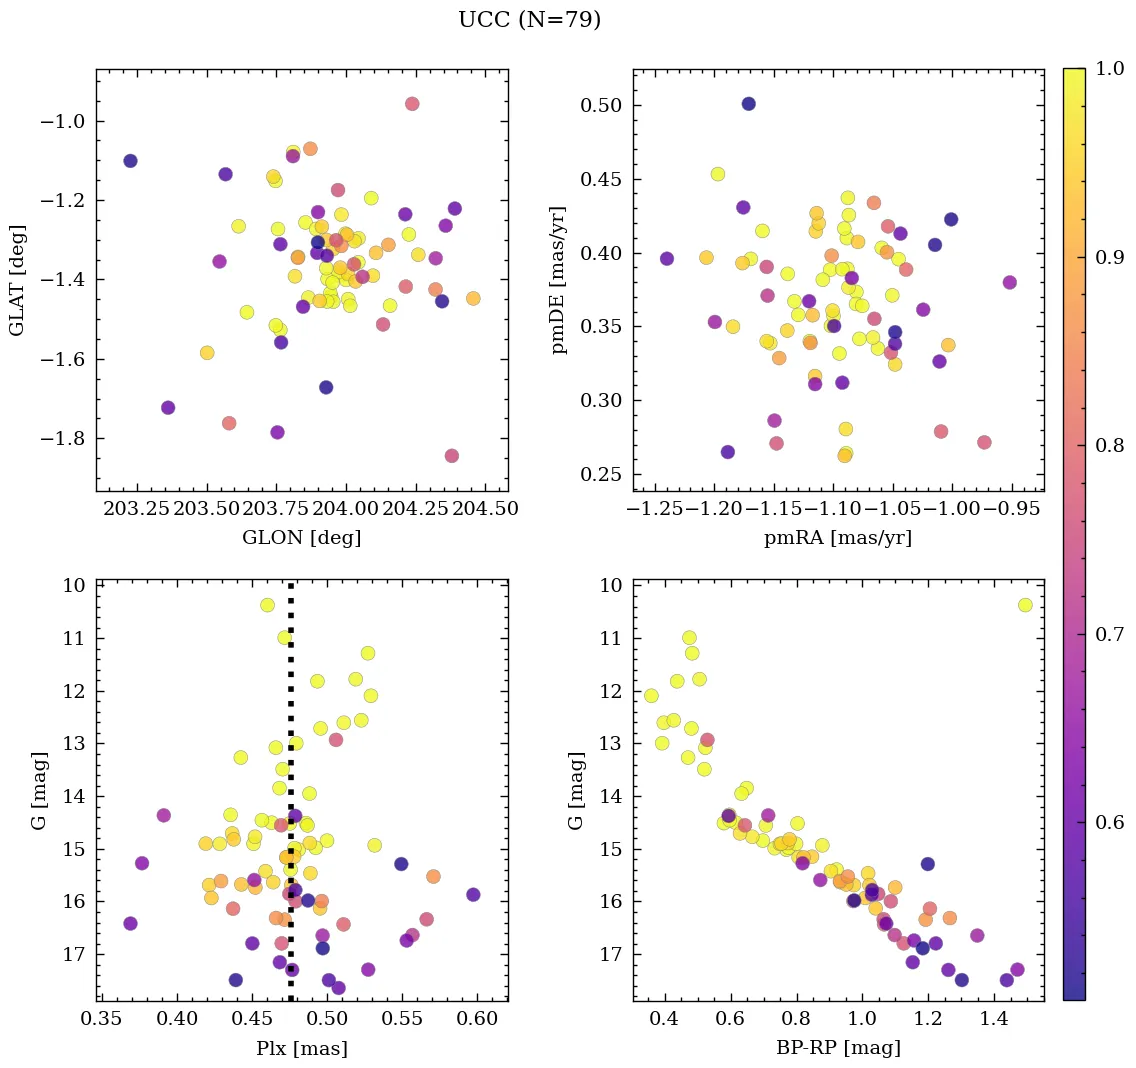 UCC (N=79)
−1.0
−1.2
−1.4
−1.6
−1.8
GLAT [deg]
203.25 203.50 203.75 204.00 204.25 204.50
GLON [deg]
0.50
0.45
0.40
0.35
0.30
0.25
pmDE [mas/yr]
−1.25 −1.20 −1.15 −1.10 −1.05 −1.00 −0.95
pmRA [mas/yr]
1.0
0.9
0.8
0.7
0.6
10
11
12
13
14
15
16
17
G [mag]
0.35 0.40 0.45 0.50 0.55 0.60
Plx [mas]
10
11
12
13
14
15
16
17
G [mag]
0.4 0.6 0.8 1.0 1.2 1.4
BP-RP [mag]